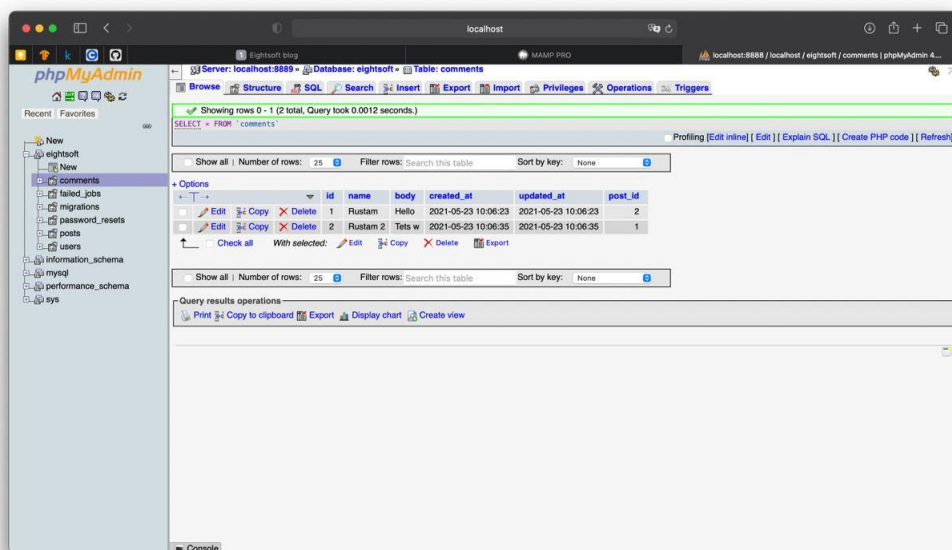 localhost
Eightsoft blog
MAMP PRO
localhost:8888 / localhost / eightsoft / comments | phpMyAdmin 4....
phpMyAdmin
Recent Favorites
New
eightsoft
New
comments
failed_jobs
migrations
password_resets
posts
users
information_schema
mysql
performance_schema
sys
Server: localhost:8889 » Database: eightsoft » Table: comments
Browse Structure SQL Search Insert Export Import Privileges Operations Triggers
Showing rows 0 - 1 (2 total, Query took 0.0012 seconds.)
SELECT * FROM `comments`
Profiling [Edit inline] [ Edit ] [ Explain SQL ] [ Create PHP code ] [ Refresh]
Show all | Number of rows: 25 Filter rows: Search this table Sort by key: None
+ Options
id name body created_at updated_at post_id
Edit Copy Delete 1 Rustam Hello 2021-05-23 10:06:23 2021-05-23 10:06:23 2
Edit Copy Delete 2 Rustam 2 Tets w 2021-05-23 10:06:35 2021-05-23 10:06:35 1
Check all With selected: Edit Copy Delete Export
Show all | Number of rows: 25 Filter rows: Search this table Sort by key: None
Query results operations
Print Copy to clipboard Export Display chart Create view
Console